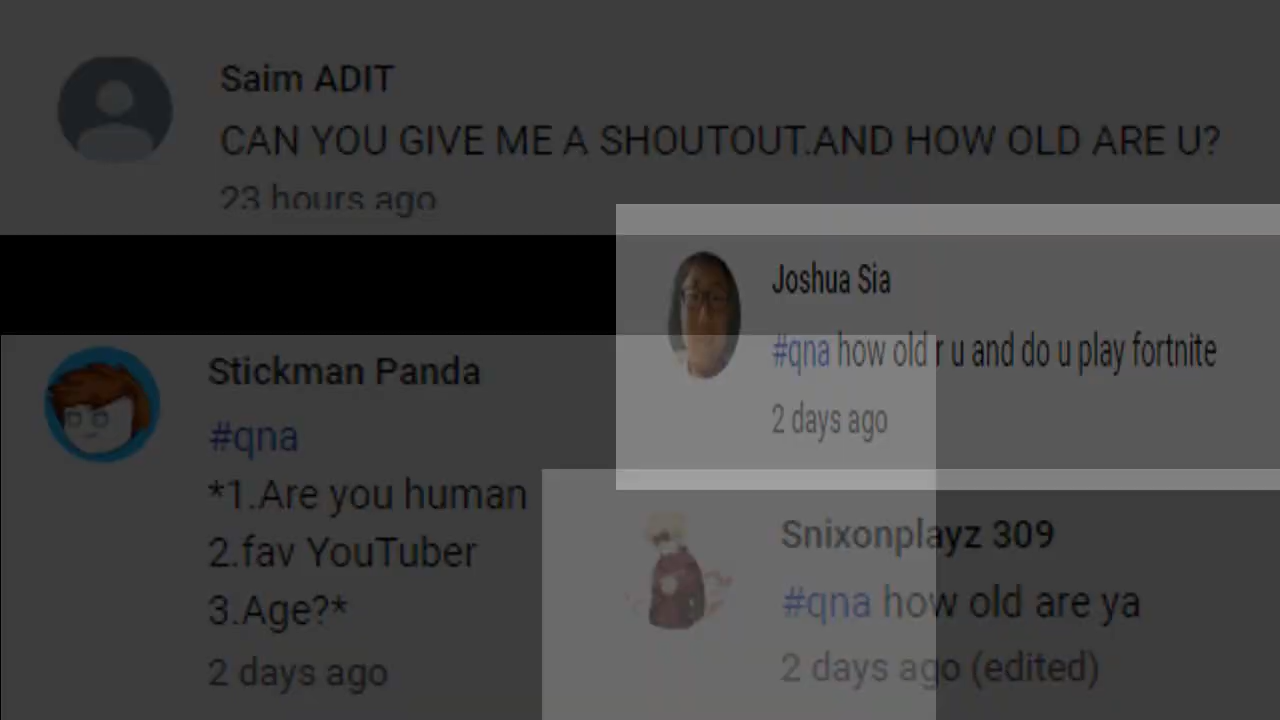 Saim ADIT
CAN YOU GIVE ME A SHOUTOUT.AND HOW OLD ARE U?
23 hours ago
Joshua Sia
#qna how old r u and do u play fortnite
2 days ago
Stickman Panda
#qna
*1.Are you human
2.fav YouTuber
3.Age?*
2 days ago
Snixonplayz 309
#qna how old are ya
2 days ago (edited)